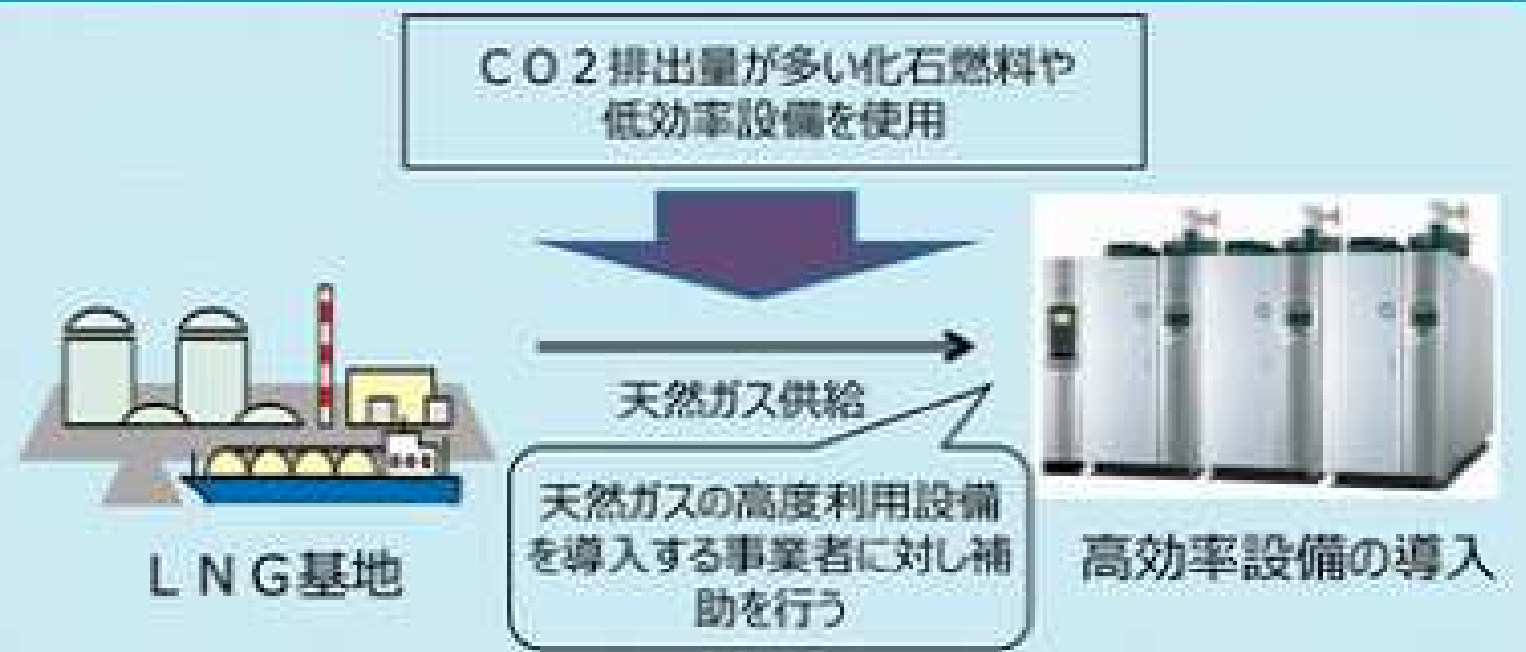 CO2排出量が多い化石燃料や
低効率設備を使用
天然ガス供給
天然ガスの高度利用設備
を導入する事業者に対し補
助を行う
LNG基地
高効率設備の導入